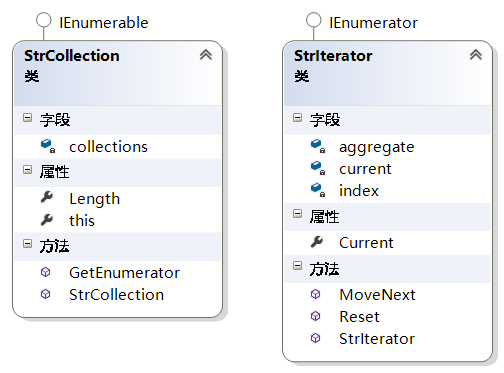 IEnumerable
StrCollection
类
字段
collections
属性
Length
this
方法
GetEnumerator
StrCollection
IEnumerator
StrIterator
类
字段
aggregate
current
index
属性
Current
方法
MoveNext
Reset
StrIterator